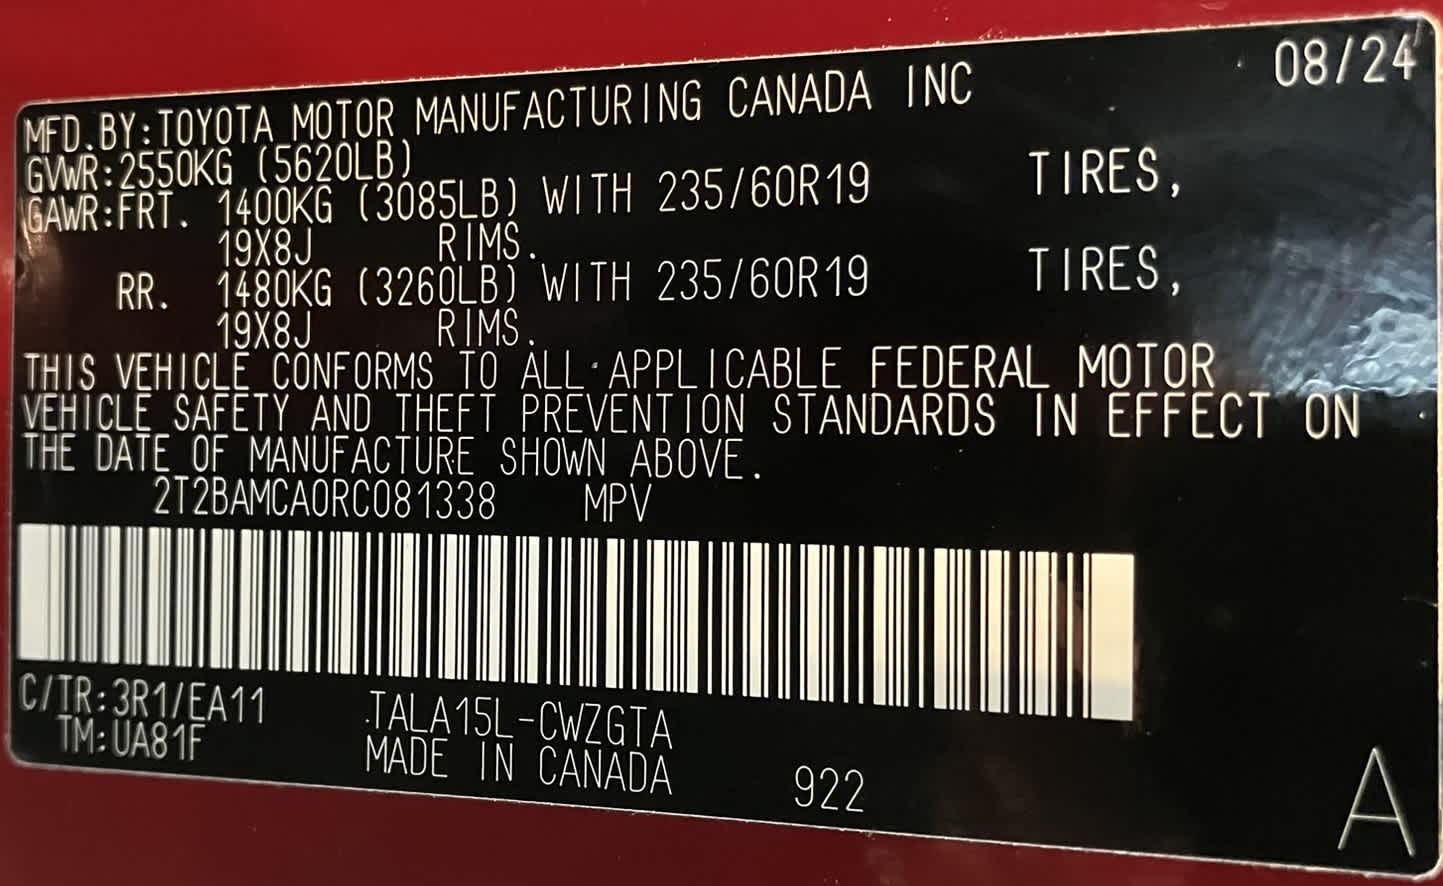 08/24
MFD.BY:TOYOTA MOTOR MANUFACTURING CANADA INC
GVWR:2550KG (5620LB)
GAWR:FRT. 1400KG (3085LB) WITH 235/60R19 TIRES,
19X8J RIMS.
RR. 1480KG (3260LB) WITH 235/60R19 TIRES,
19X8J RIMS.
THIS VEHICLE CONFORMS TO ALL APPLICABLE FEDERAL MOTOR
VEHICLE SAFETY AND THEFT PREVENTION STANDARDS IN EFFECT ON
THE DATE OF MANUFACTURE SHOWN ABOVE.
2T2BAMCA0RC081338 MPV
C/TR:3R1/EA11 TALA15L-CWZGTA
TM:UA81F MADE IN CANADA 922
A